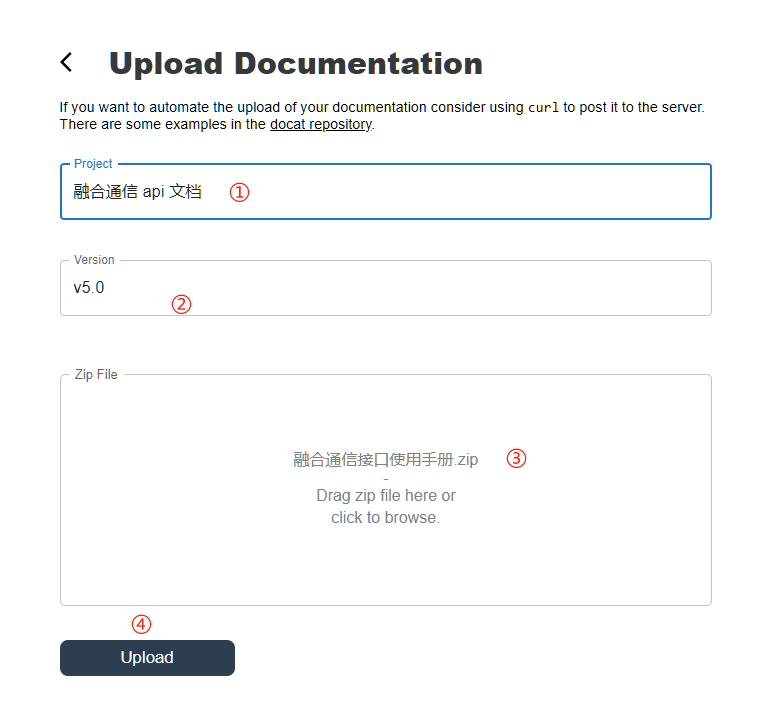 Upload Documentation
If you want to automate the upload of your documentation consider using curl to post it to the server.
There are some examples in the docat repository.
Project
融合通信 api 文档 ①
Version
v5.0
②
Zip File
融合通信接口使用手册.zip ③
-
Drag zip file here or
click to browse.
④
Upload